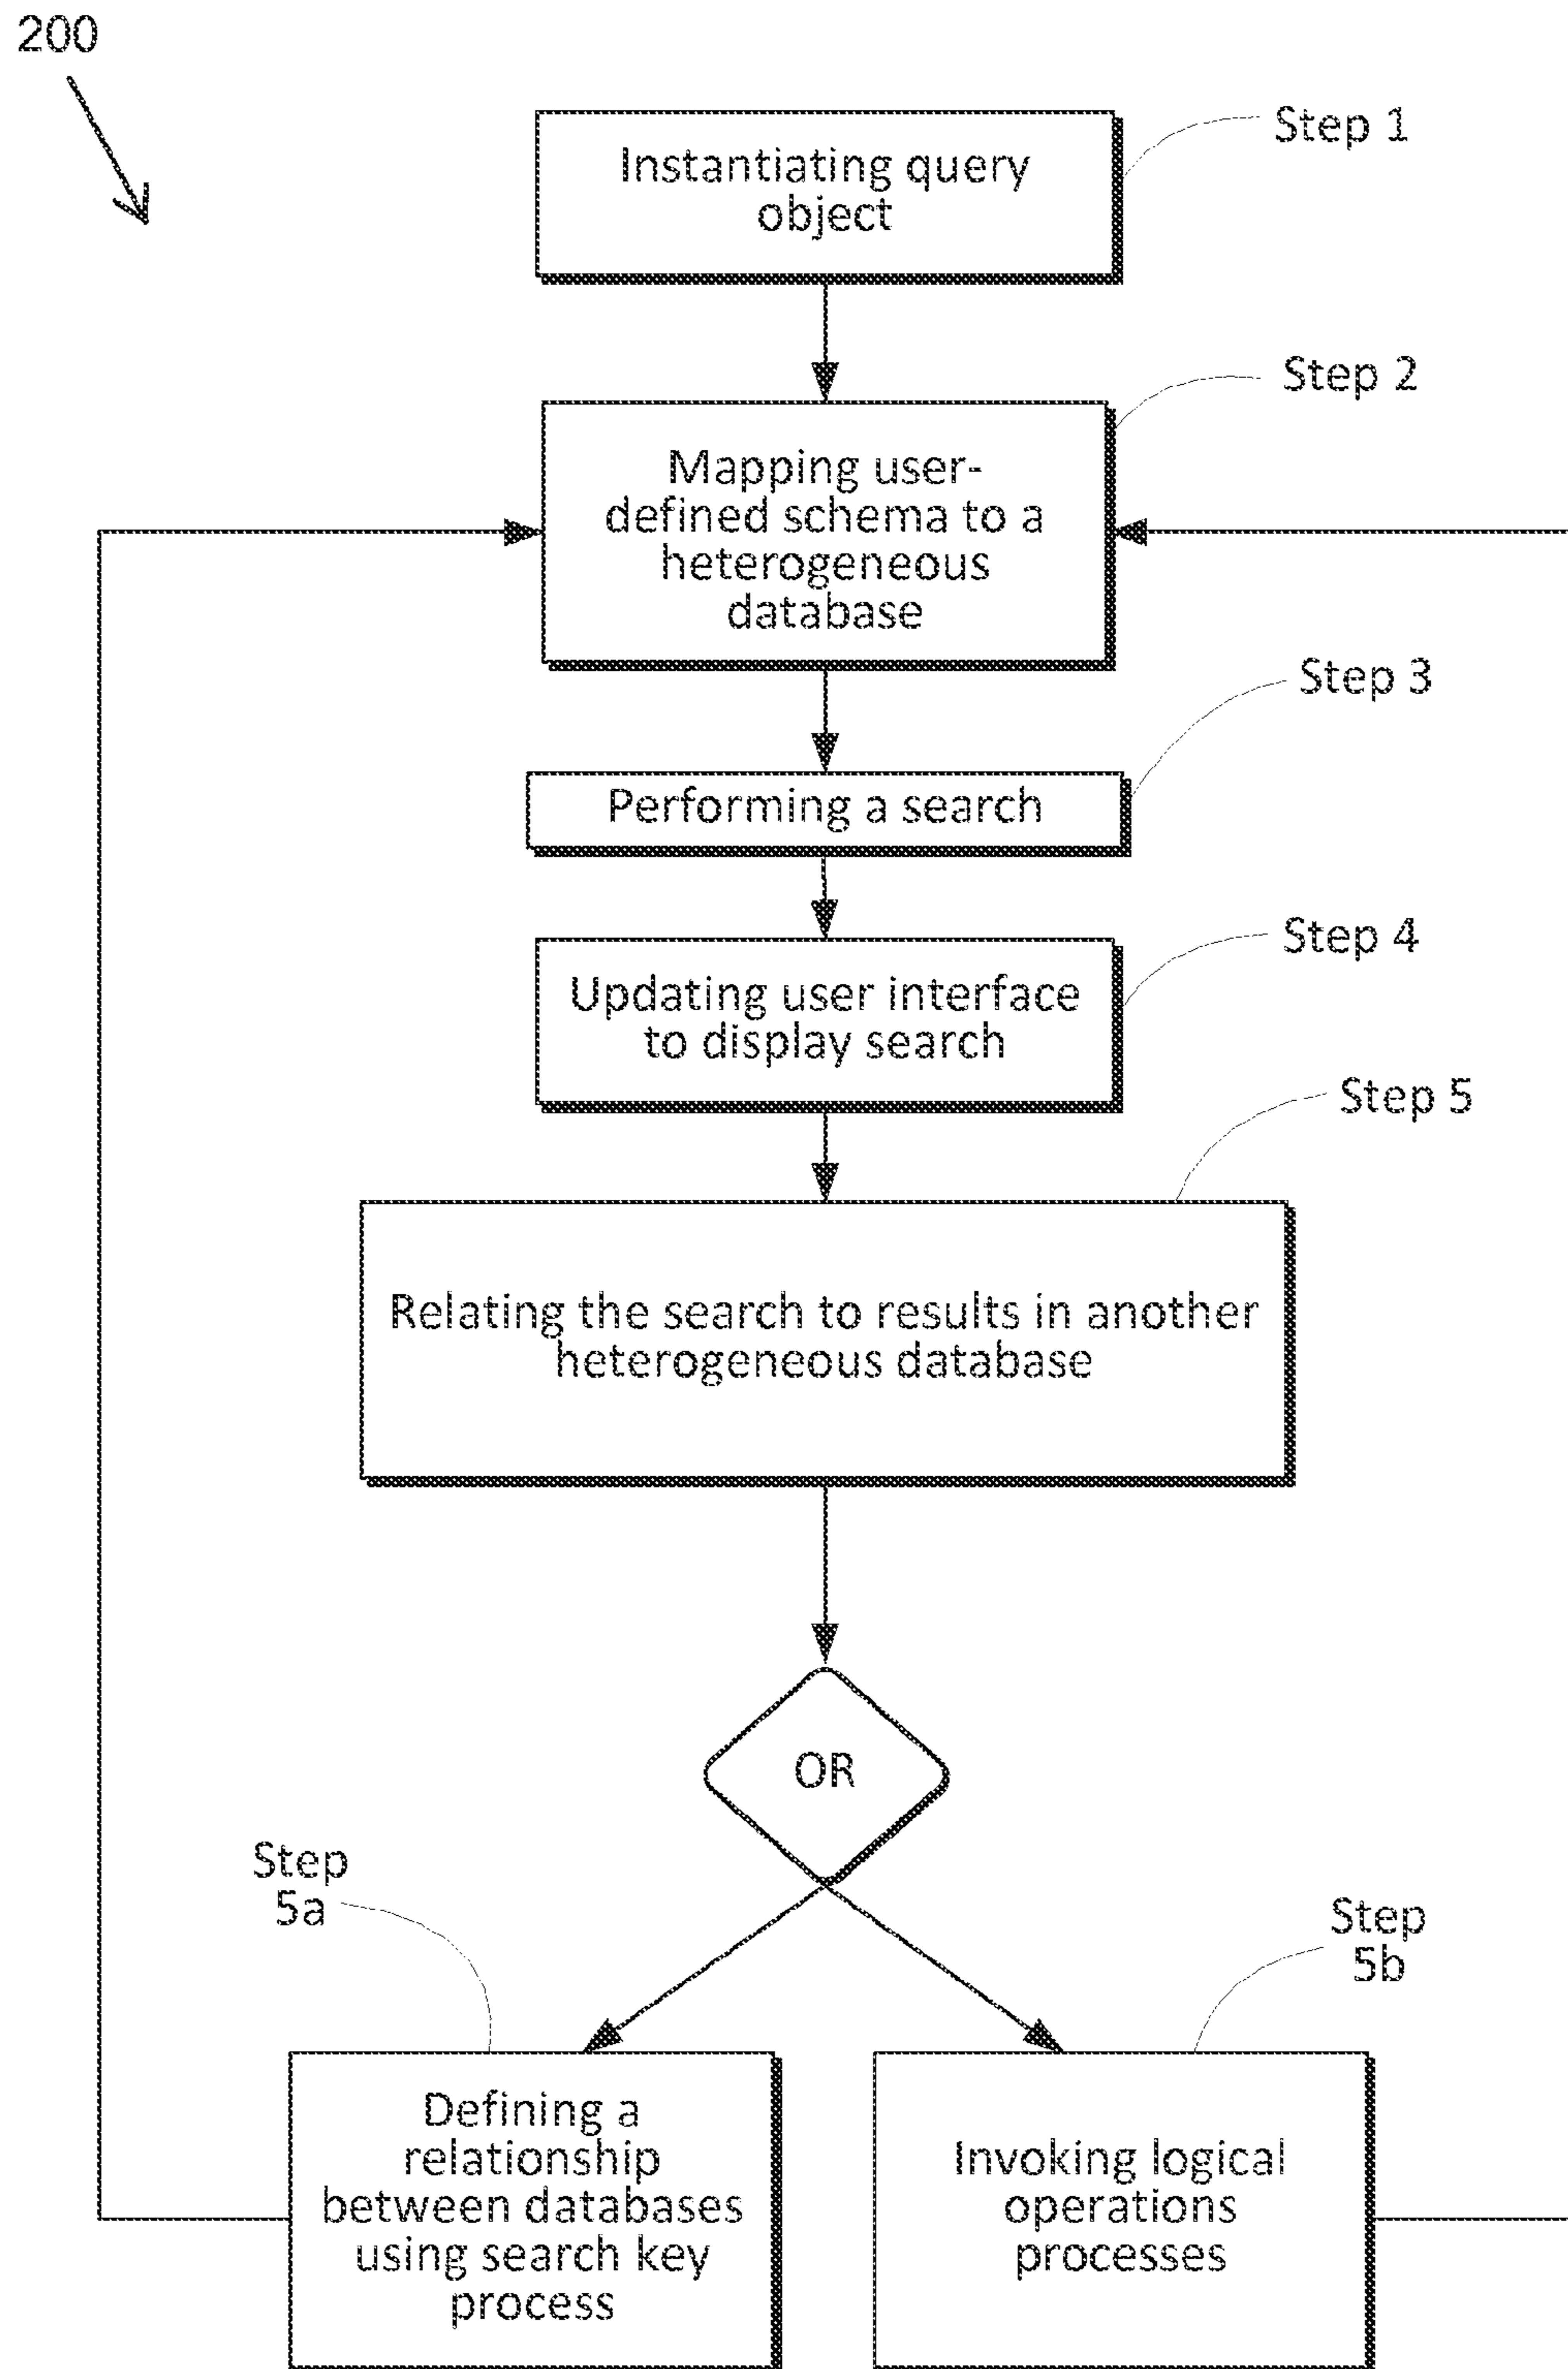 200
Step 1
Instantiating query
object
Step 2
Mapping user-
defined schema to a
heterogeneous
database
Step 3
Performing a search
Step 4
Updating user interface
to display search
Step 5
Relating the search to results in another
heterogeneous database
OR
Step
5a
Step
5b
Defining a
relationship
between databases
using search key
process
Invoking logical
operations
processes